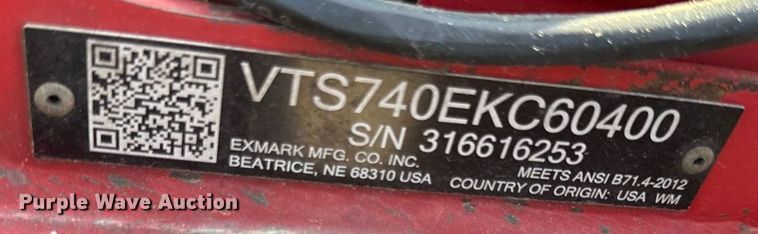 VTS740EKC60400
S/N 316616253
EXMARK MFG. CO. INC.
BEATRICE, NE 68310 USA
MEETS ANSI B71.4-2012
COUNTRY OF ORIGIN: USA WM
Purple Wave Auction